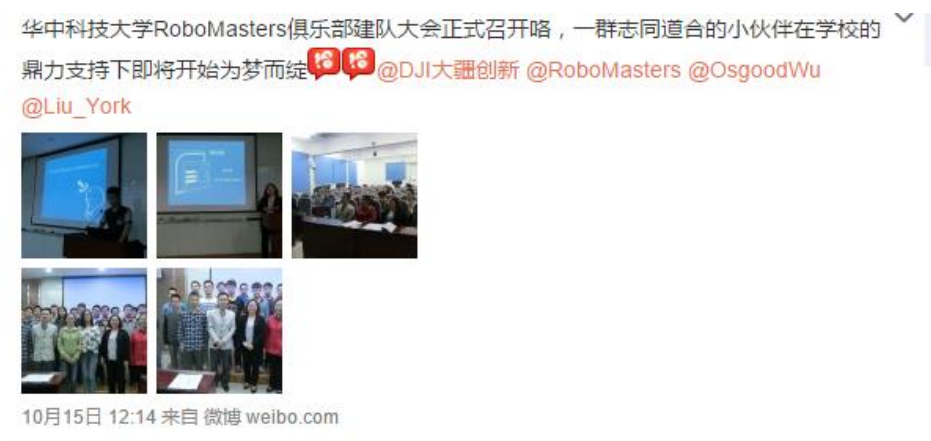 华中科技大学RoboMasters俱乐部建队大会正式召开咯，一群志同道合的小伙伴在学校的
鼎力支持下即将开始为梦而绽 @DJI大疆创新 @RoboMasters @OsgoodWu
@Liu_York
10月15日 12:14 来自 微博 weibo.com